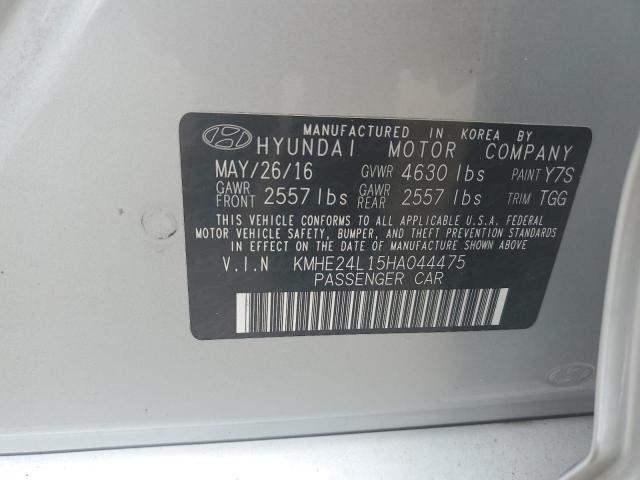 MANUFACTURED IN KOREA BY
HYUNDAI MOTOR COMPANY
MAY/26/16 GVWR 4630 lbs PAINT Y7S
GAWR FRONT 2557 lbs GAWR REAR 2557 lbs TRIM TGG
THIS VEHICLE CONFORMS TO ALL APPLICABLE U.S.A. FEDERAL
MOTOR VEHICLE SAFETY, BUMPER, AND THEFT PREVENTION STANDARDS
IN EFFECT ON THE DATE OF MANUFACTURE SHOWN ABOVE.
V.I.N KMHE24L15HA044475
PASSENGER CAR